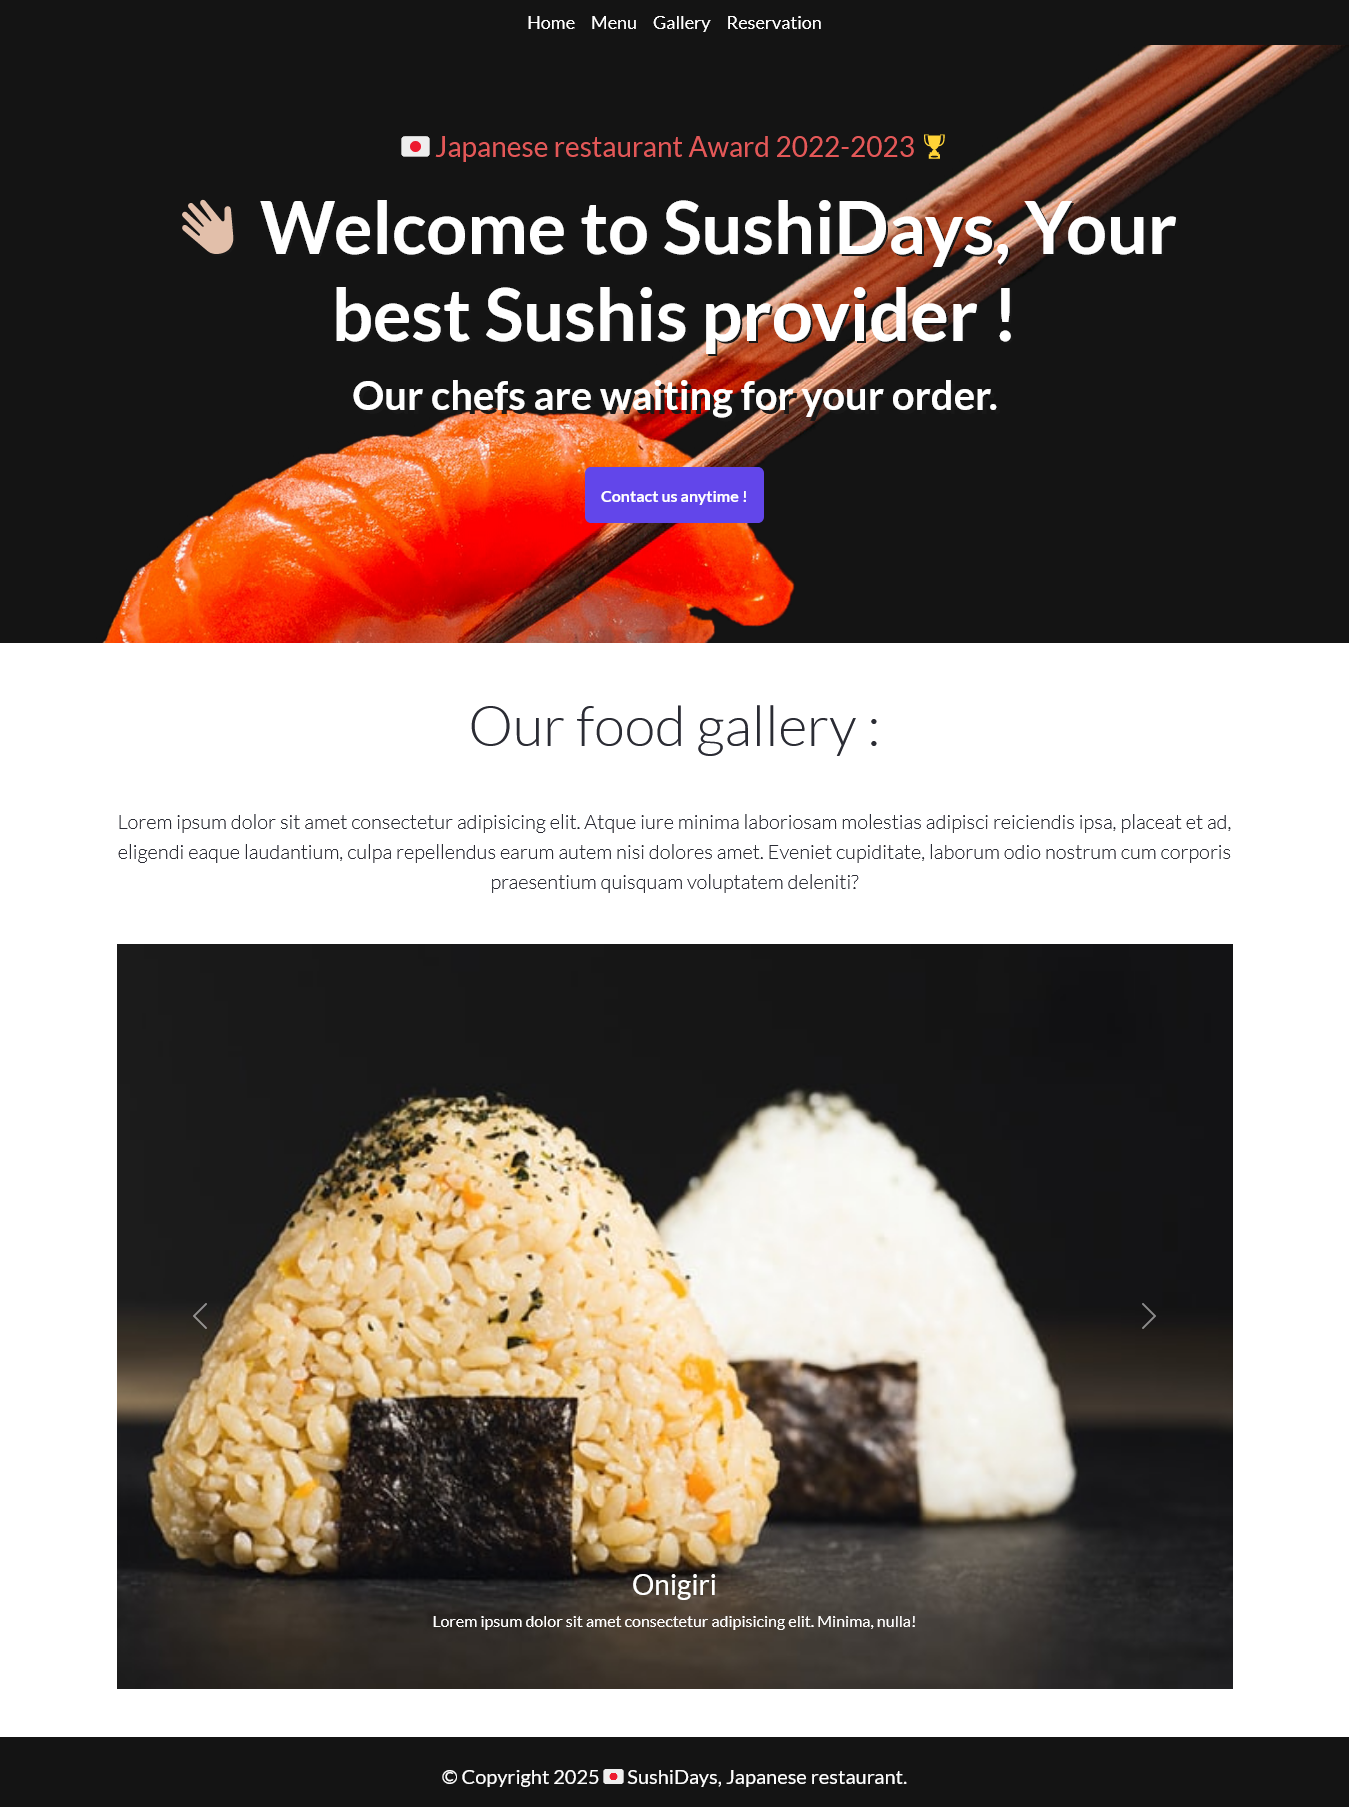 Home Menu Gallery Reservation
🇯🇵 Japanese restaurant Award 2022-2023 🏆
👋 Welcome to SushiDays, Your
best Sushis provider !
Our chefs are waiting for your order.
Contact us anytime !
Our food gallery :
Lorem ipsum dolor sit amet consectetur adipisicing elit. Atque iure minima laboriosam molestias adipisci reiciendis ipsa, placeat et ad,
eligendi eaque laudantium, culpa repellendus earum autem nisi dolores amet. Eveniet cupiditate, laborum odio nostrum cum corporis
praesentium quisquam voluptatem deleniti?
Onigiri
Lorem ipsum dolor sit amet consectetur adipisicing elit. Minima, nulla!
© Copyright 2025 🇯🇵 SushiDays, Japanese restaurant.